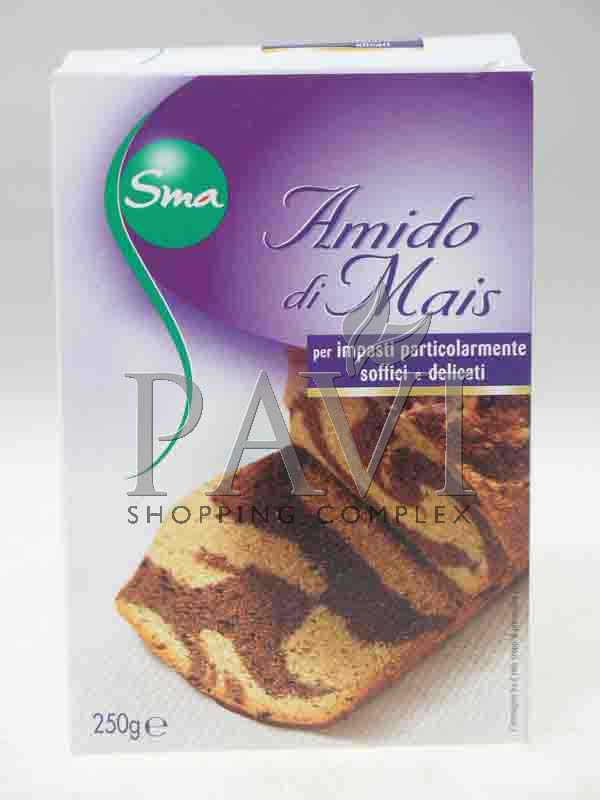 Sma
Amido
di Mais
per impasti particolarmente
soffici e delicati
PAVI
SHOPPING COMPLEX
250g e